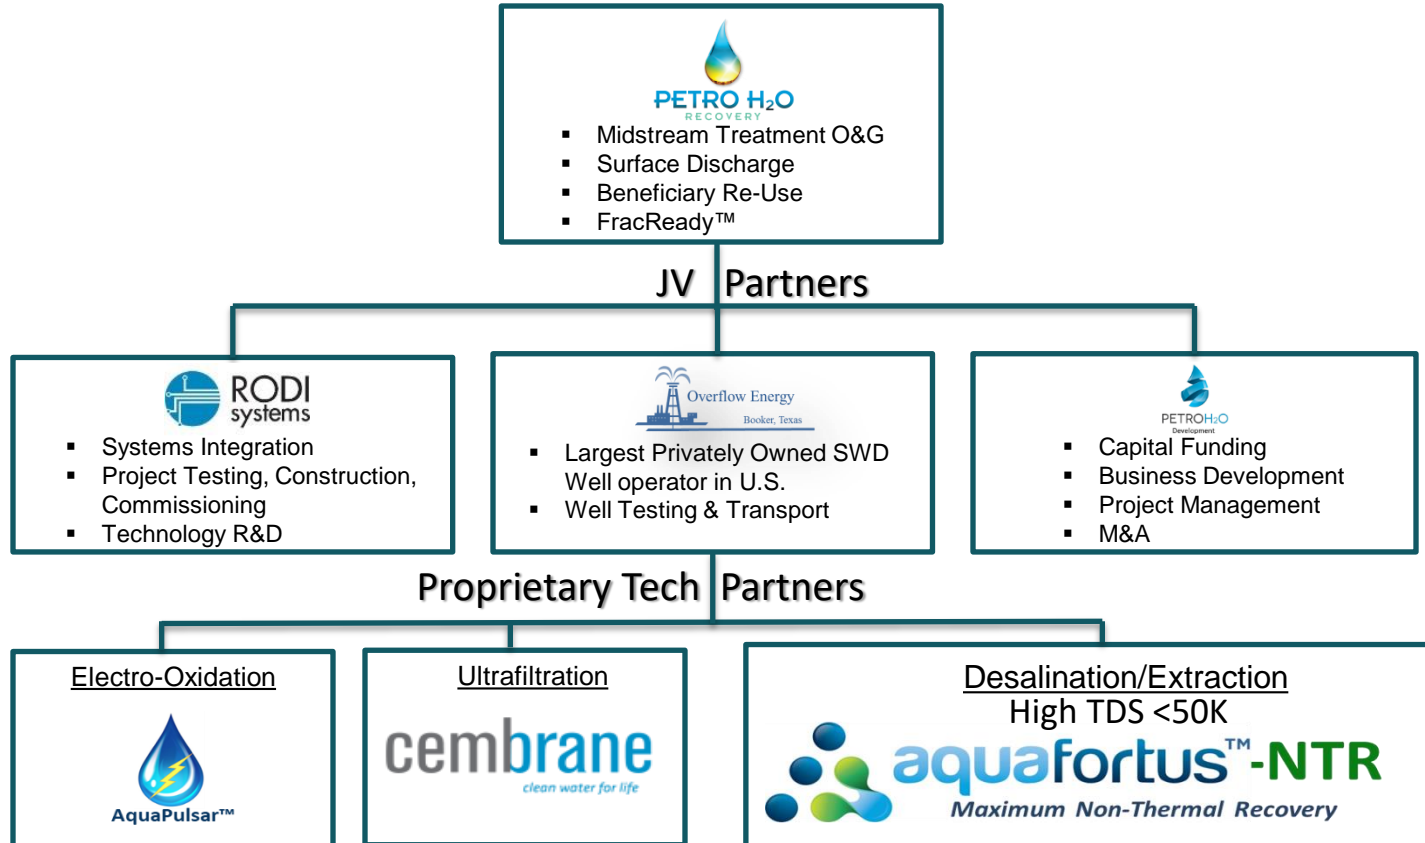 PETRO H₂O
RECOVERY
▪ Midstream Treatment O&G
▪ Surface Discharge
▪ Beneficiary Re-Use
▪ FracReady™
JV Partners
RODI
systems
▪ Systems Integration
▪ Project Testing, Construction,
Commissioning
▪ Technology R&D
Overflow Energy
Booker, Texas
▪ Largest Privately Owned SWD
Well operator in U.S.
▪ Well Testing & Transport
PETROH₂O
Development
▪ Capital Funding
▪ Business Development
▪ Project Management
▪ M&A
Proprietary Tech Partners
Electro-Oxidation
AquaPulsar™
Ultrafiltration
cembrane
clean water for life
Desalination/Extraction
High TDS <50K
aquafortus™-NTR
Maximum Non-Thermal Recovery